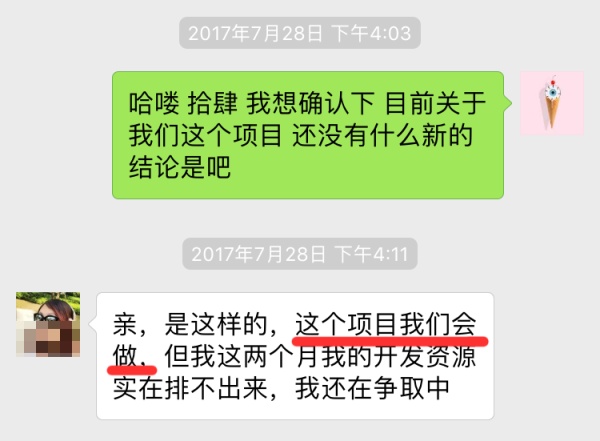 2017年7月28日 下午4:03
哈喽 拾肆 我想确认下 目前关于
我们这个项目 还没有什么新的
结论是吧
2017年7月28日 下午4:11
亲，是这样的，这个项目我们会
做，但我这两个月我的开发资源
实在排不出来，我还在争取中